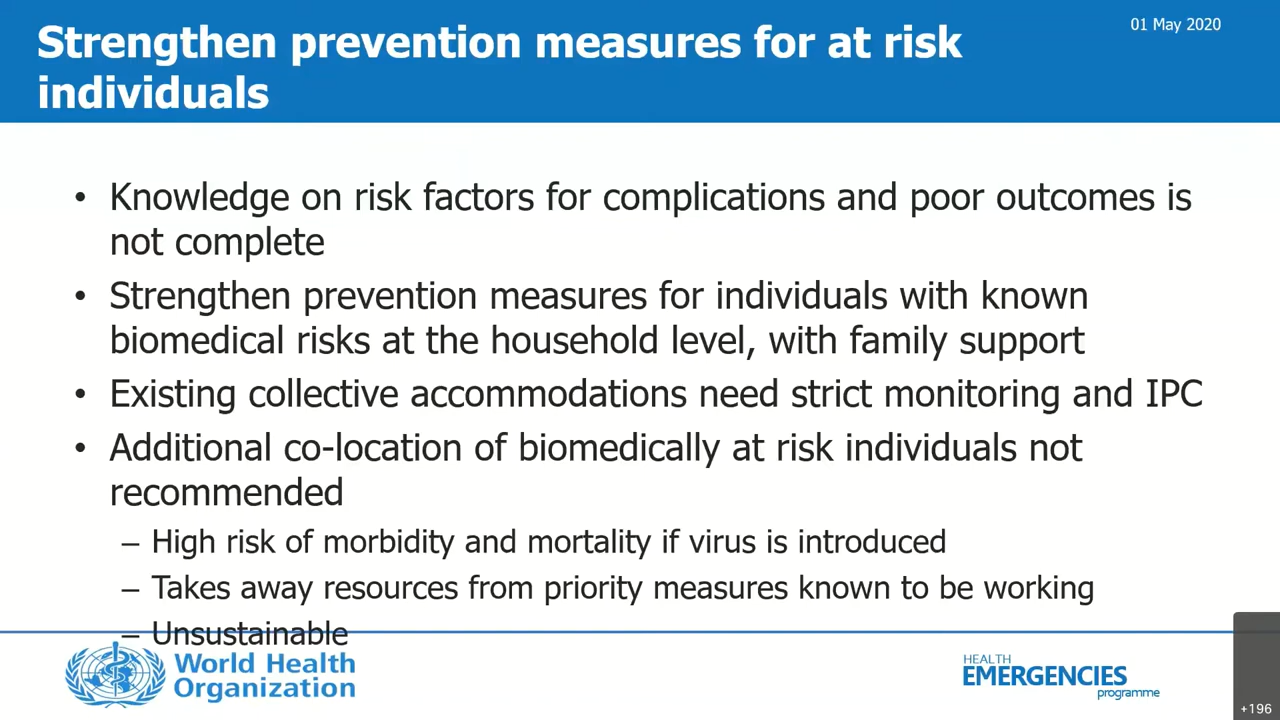 Strengthen prevention measures for at risk
individuals
01 May 2020
• Knowledge on risk factors for complications and poor outcomes is
not complete
• Strengthen prevention measures for individuals with known
biomedical risks at the household level, with family support
• Existing collective accommodations need strict monitoring and IPC
• Additional co-location of biomedically at risk individuals not
recommended
– High risk of morbidity and mortality if virus is introduced
– Takes away resources from priority measures known to be working
– Unsustainable
World Health
Organization
HEALTH
EMERGENCIES
programme
+196